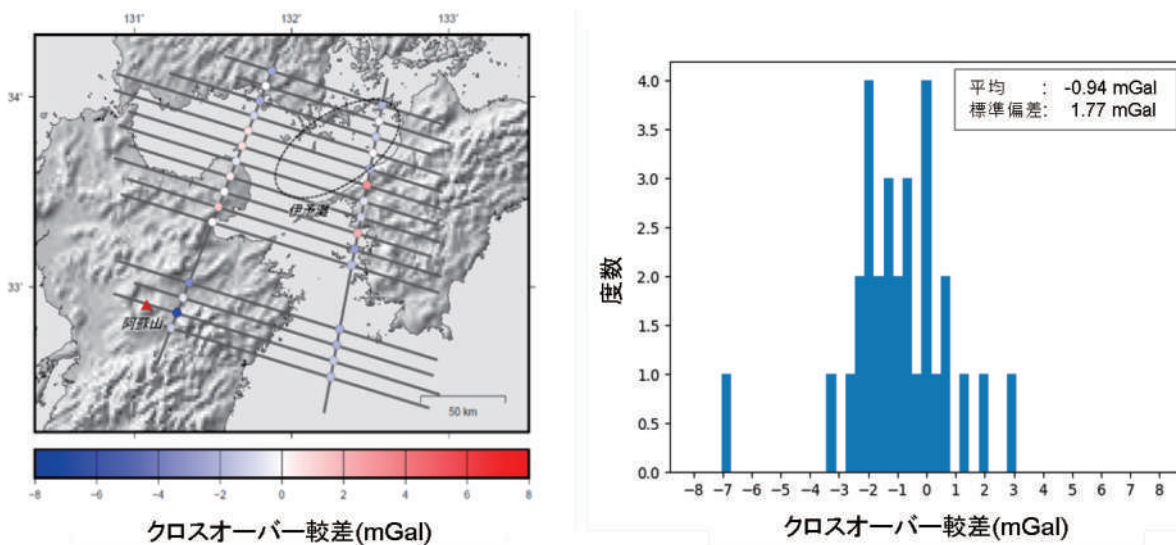 131°
132°
133°
34°
33°
伊予灘
阿蘇山
50 km
-8 -6 -4 -2 0 2 4 6 8
クロスオーバー較差(mGal)
平均 : -0.94 mGal
標準偏差: 1.77 mGal
4.0
3.5
3.0
2.5
2.0
1.5
1.0
0.5
0.0
度数
-8 -7 -6 -5 -4 -3 -2 -1 0 1 2 3 4 5 6 7 8
クロスオーバー較差(mGal)